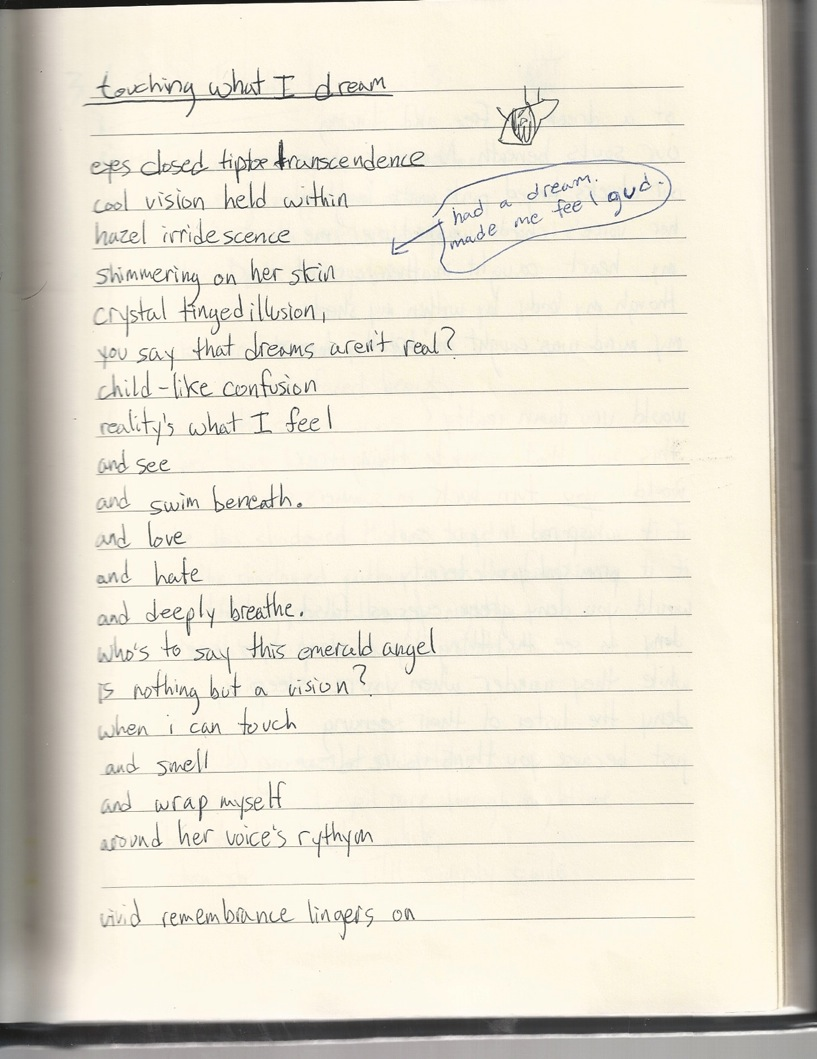 touching what I dream
eyes closed tiptoe transcendence
cool vision held within
hazel irridescence
shimmering on her skin
crystal tinged illusion,
you say that dreams aren't real?
child-like confusion
reality's what I feel
and see
and swim beneath.
and love
and hate
and deeply breathe.
who's to say this emerald angel
is nothing but a vision?
when i can touch
and smell
and wrap myself
around her voice's rythym
vivid remembrance lingers on
had a dream.
made me feel gud.